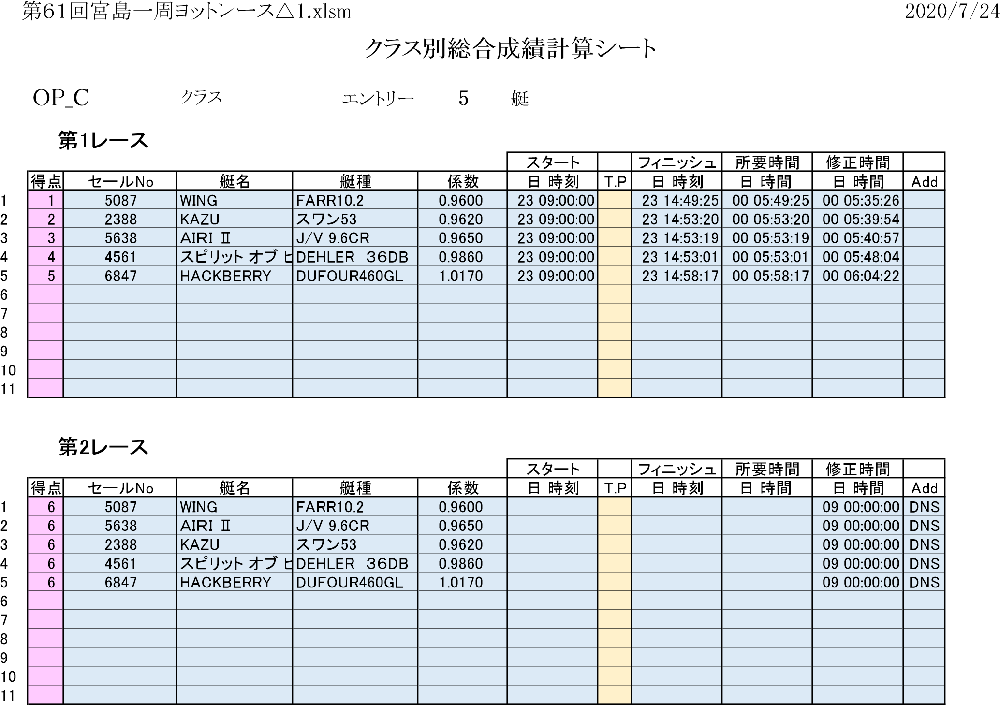 第61回宮島一周ヨットレース△1.xlsm 2020/7/24
クラス別総合成績計算シート
OP_C クラス エントリー 5 艇
第1レース
スタート フィニッシュ 所要時間 修正時間
得点 セールNo 艇名 艇種 係数 日 時刻 T.P 日 時刻 日 時間 日 時間 Add
1 1 5087 WING FARR10.2 0.9600 23 09:00:00 23 14:49:25 00 05:49:25 00 05:35:26
2 2 2388 KAZU スワン53 0.9620 23 09:00:00 23 14:53:20 00 05:53:20 00 05:39:54
3 3 5638 AIRI Ⅱ J/V 9.6CR 0.9650 23 09:00:00 23 14:53:19 00 05:53:19 00 05:40:57
4 4 4561 スピリット オブ ヒ DEHLER　36DB 0.9860 23 09:00:00 23 14:53:01 00 05:53:01 00 05:48:04
5 5 6847 HACKBERRY DUFOUR460GL 1.0170 23 09:00:00 23 14:58:17 00 05:58:17 00 06:04:22
6
7
8
9
10
11
第2レース
スタート フィニッシュ 所要時間 修正時間
得点 セールNo 艇名 艇種 係数 日 時刻 T.P 日 時刻 日 時間 日 時間 Add
1 6 5087 WING FARR10.2 0.9600 09 00:00:00 DNS
2 6 5638 AIRI Ⅱ J/V 9.6CR 0.9650 09 00:00:00 DNS
3 6 2388 KAZU スワン53 0.9620 09 00:00:00 DNS
4 6 4561 スピリット オブ ヒ DEHLER　36DB 0.9860 09 00:00:00 DNS
5 6 6847 HACKBERRY DUFOUR460GL 1.0170 09 00:00:00 DNS
6
7
8
9
10
11